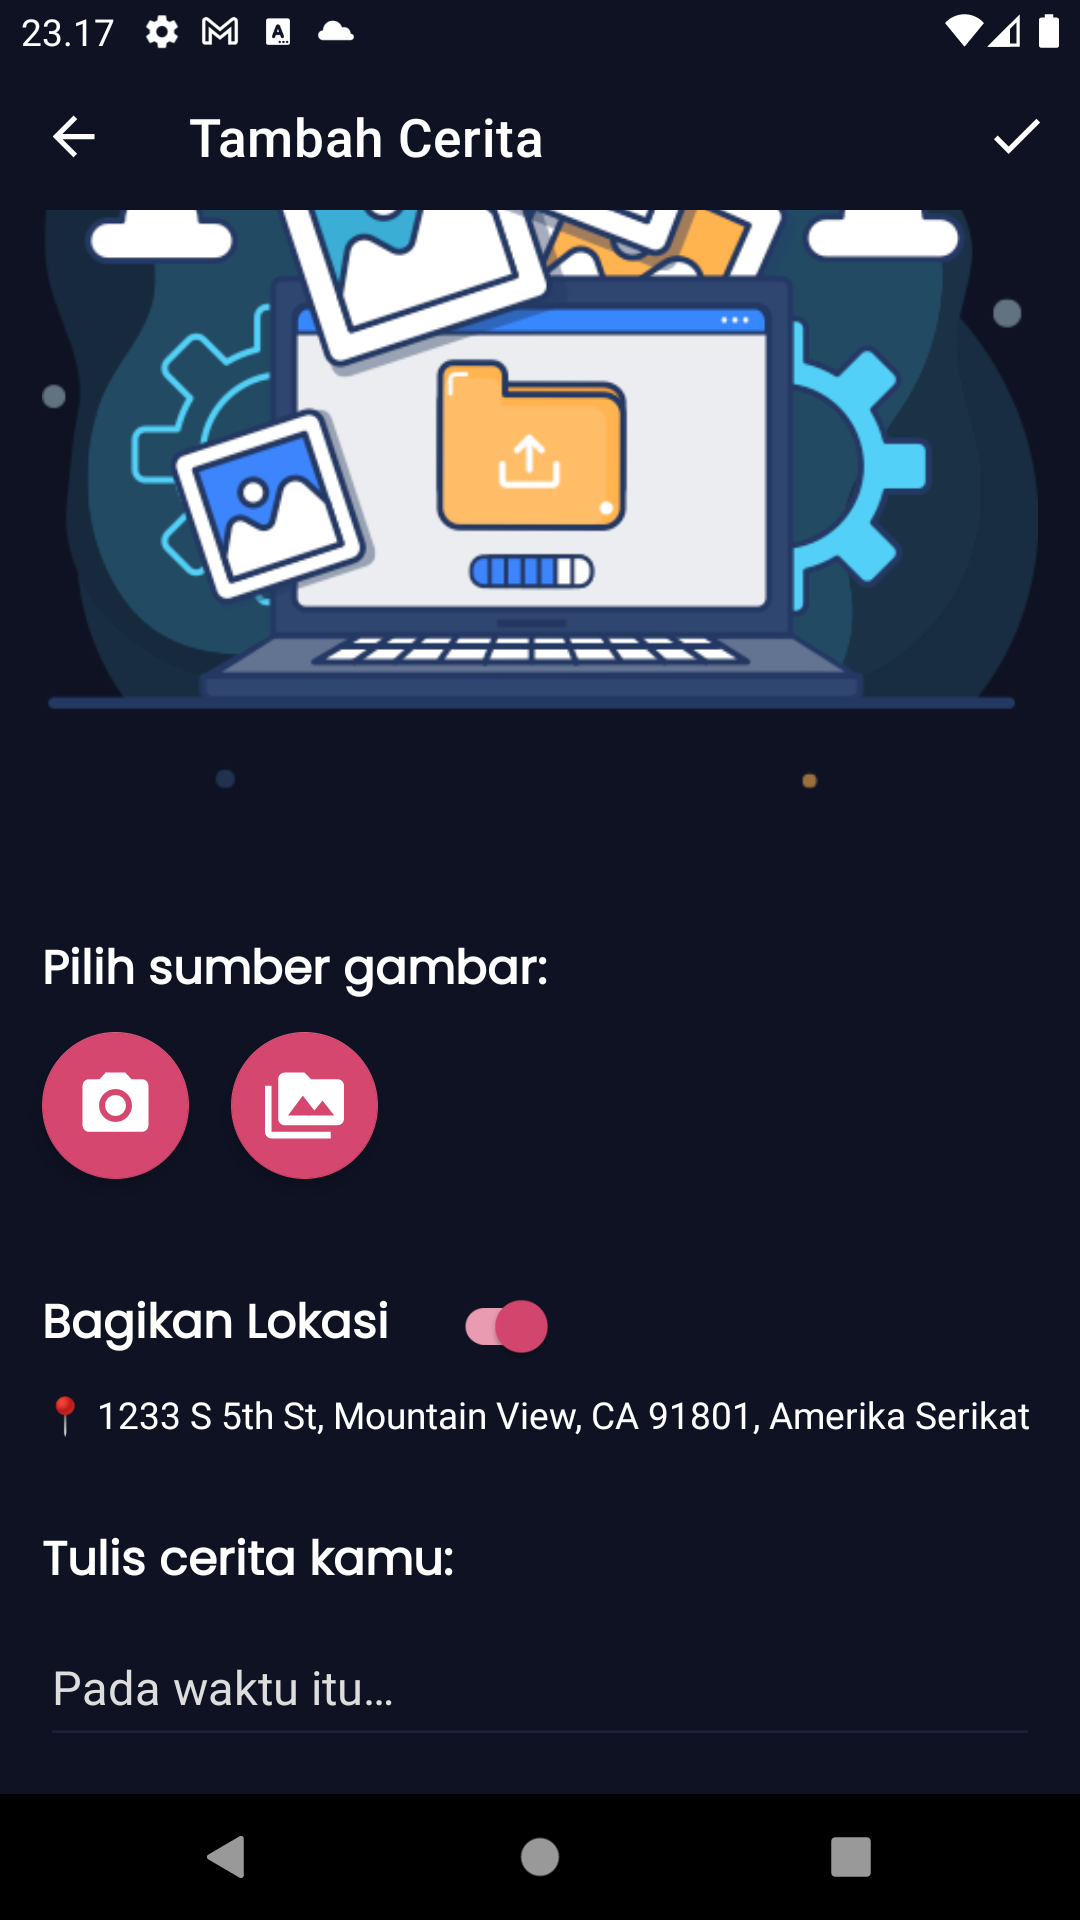 23.17
Tambah Cerita
Pilih sumber gambar:
Bagikan Lokasi
📍 1233 S 5th St, Mountain View, CA 91801, Amerika Serikat
Tulis cerita kamu:
Pada waktu itu...